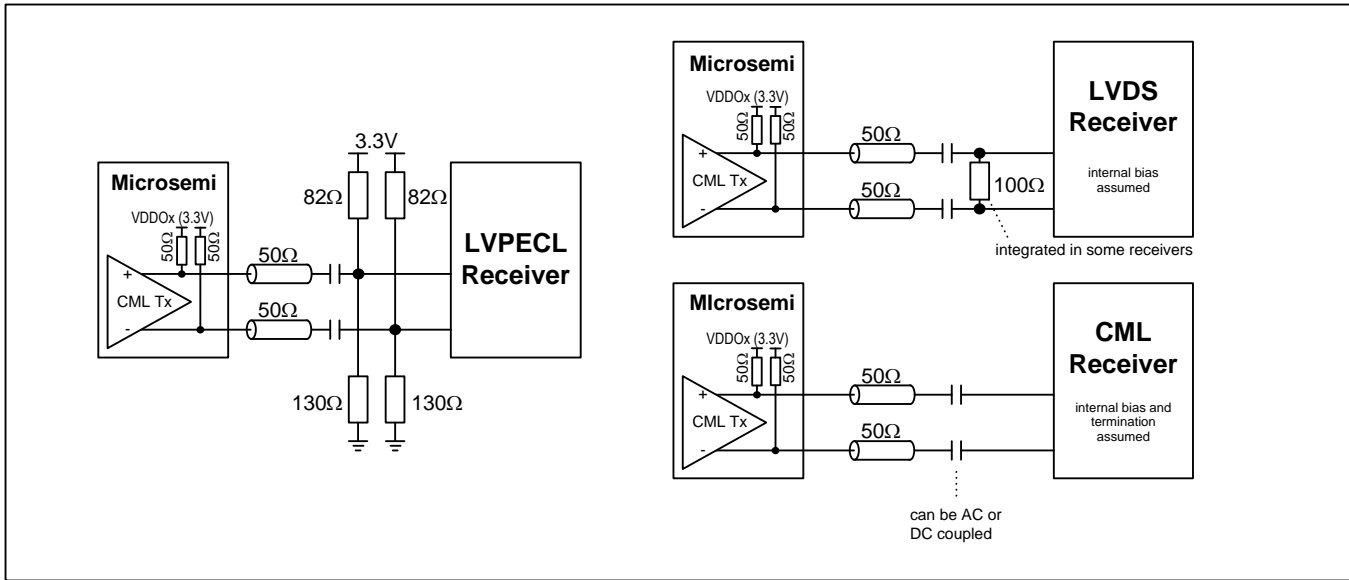 Microsemi
VDDOx (3.3V)
50Ω
50Ω
+
CML Tx
-
50Ω
50Ω
3.3V
82Ω
82Ω
130Ω
130Ω
LVPECL
Receiver
Microsemi
VDDOx (3.3V)
50Ω
50Ω
+
CML Tx
-
50Ω
50Ω
100Ω
LVDS
Receiver
internal bias
assumed
integrated in some receivers
MIcrosemi
VDDOx (3.3V)
50Ω
50Ω
+
CML Tx
-
50Ω
50Ω
CML
Receiver
internal bias and
termination
assumed
can be AC or
DC coupled